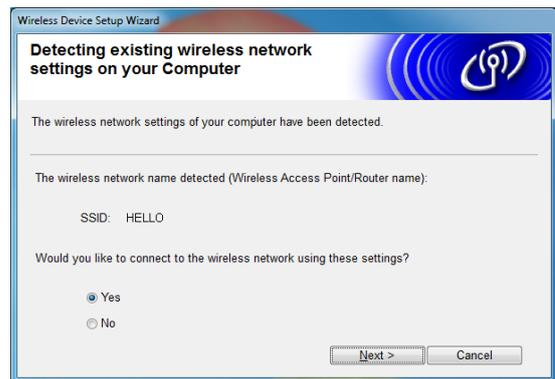 Wireless Device Setup Wizard
Detecting existing wireless network
settings on your Computer
The wireless network settings of your computer have been detected.
The wireless network name detected (Wireless Access Point/Router name):
SSID: HELLO
Would you like to connect to the wireless network using these settings?
Yes
No
Next > Cancel